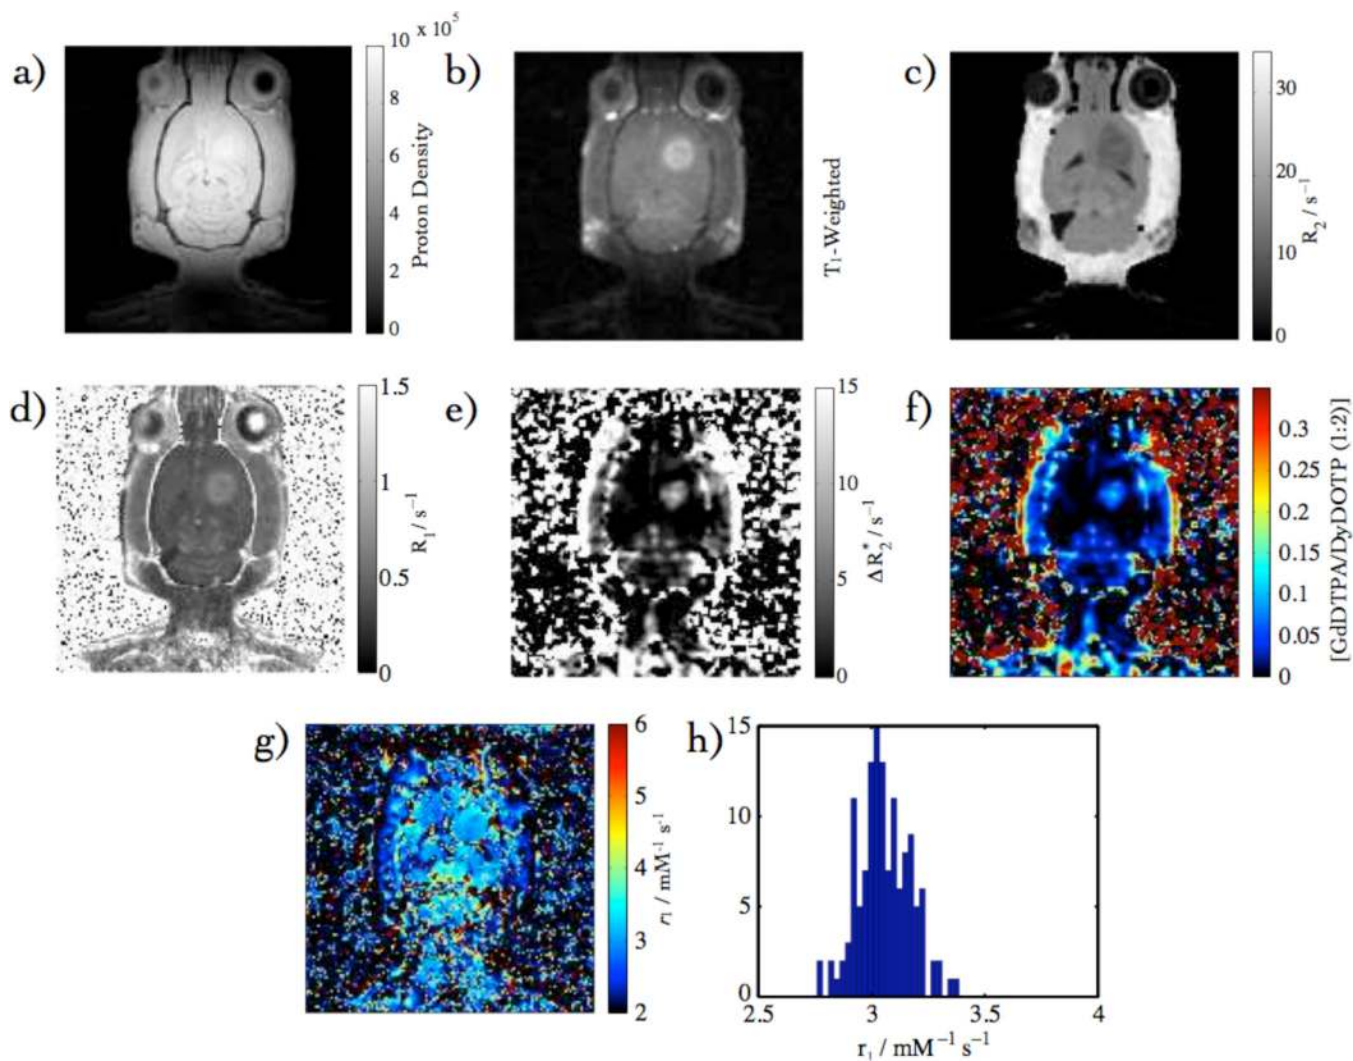 a)
10 x 10⁵
8
6
4
2
0
Proton Density
b)
T₁-Weighted
c)
30
20
10
0
R₂ / s⁻¹
d)
1.5
1
0.5
0
R₁ / s⁻¹
e)
15
10
5
0
ΔR₂* / s⁻¹
f)
0.3
0.25
0.2
0.15
0.1
0.05
0
[GdDTPA/DyDOTP (1:2)]
g)
6
5
4
3
2
r₁ / mM⁻¹ s⁻¹
h)
15
10
5
0
2.5 3 3.5 4
r₁ / mM⁻¹ s⁻¹